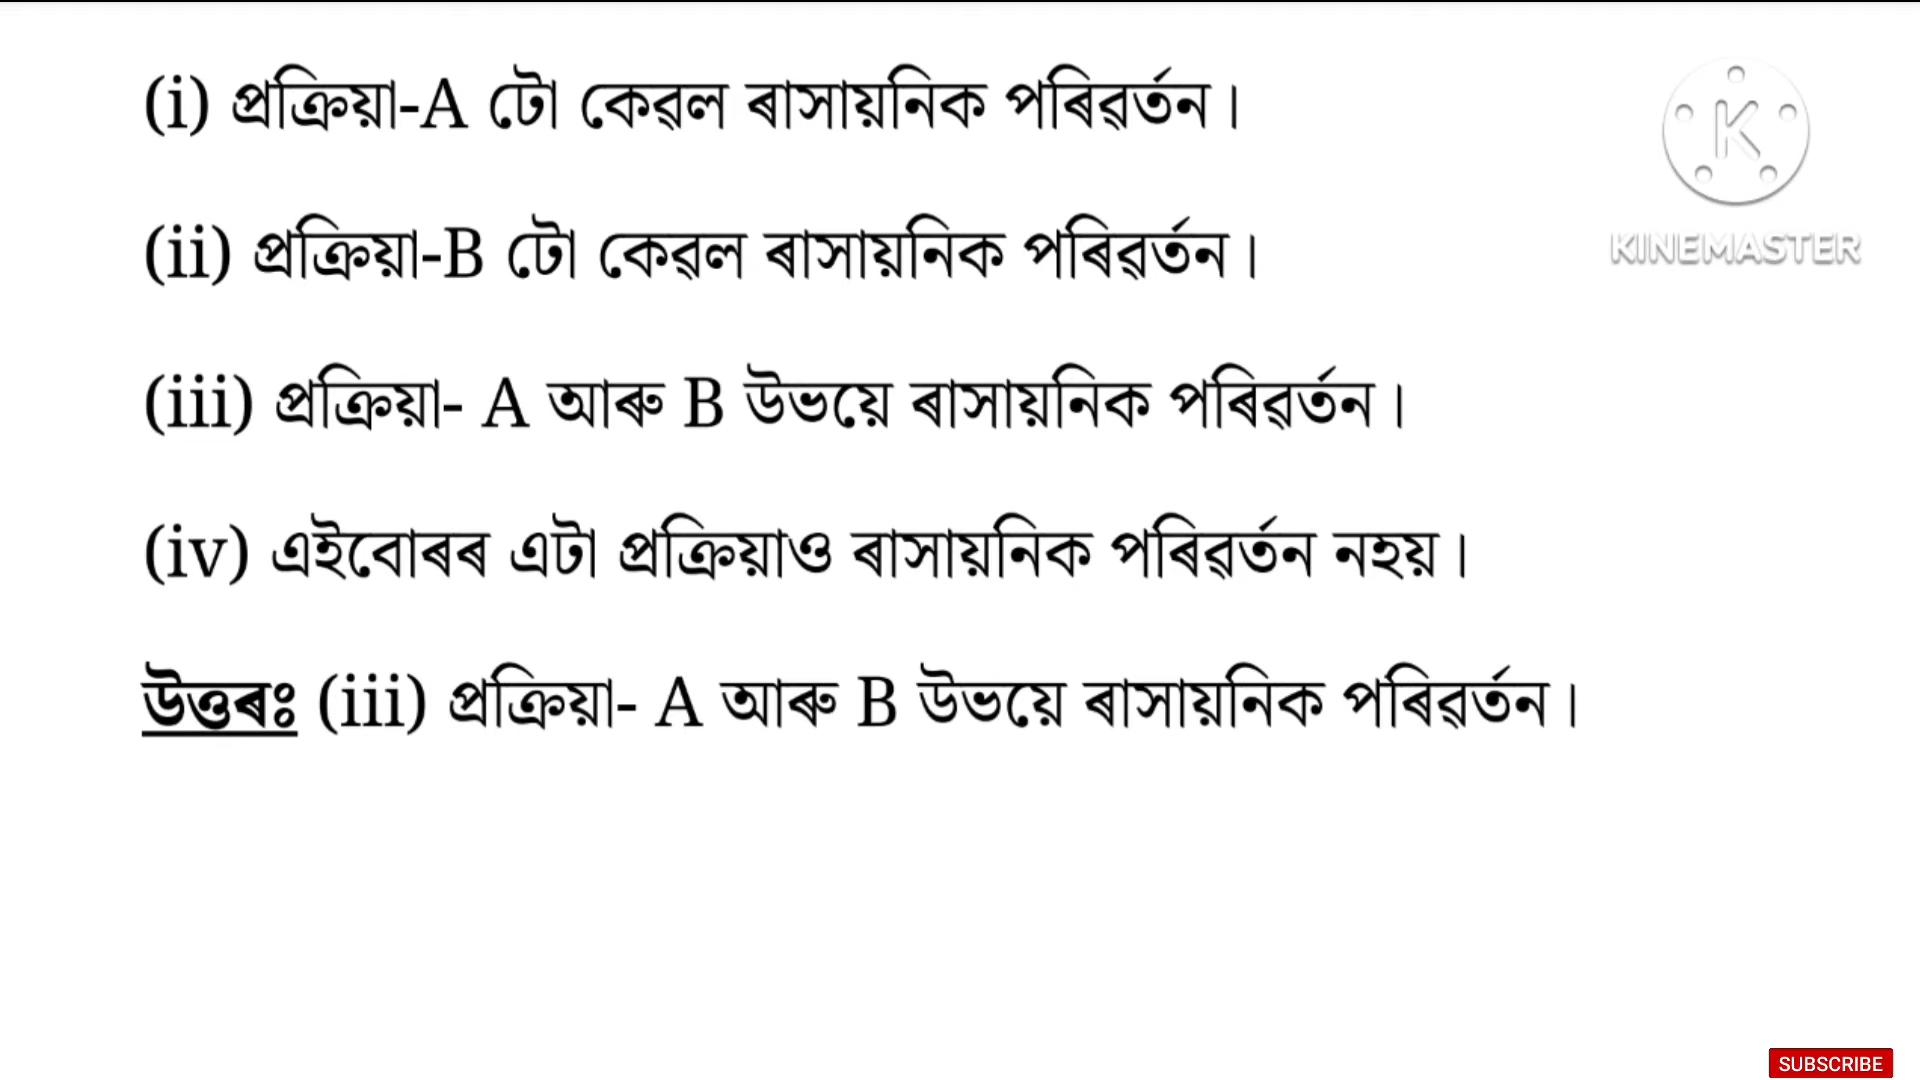 (i) প্ৰক্ৰিয়া-A টো কেৱল ৰাসায়নিক পৰিৱৰ্তন।
KINEMASTER
(ii) প্ৰক্ৰিয়া-B টো কেৱল ৰাসায়নিক পৰিৱৰ্তন।
(iii) প্ৰক্ৰিয়া- A আৰু B উভয়ে ৰাসায়নিক পৰিৱৰ্তন।
(iv) এইবোৰৰ এটা প্ৰক্ৰিয়াও ৰাসায়নিক পৰিৱৰ্তন নহয়।
উত্তৰঃ (iii) প্ৰক্ৰিয়া- A আৰু B উভয়ে ৰাসায়নিক পৰিৱৰ্তন।
SUBSCRIBE